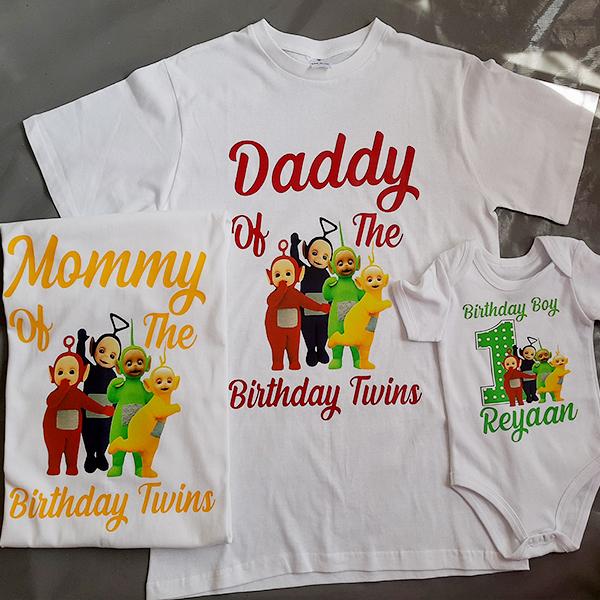 Daddy
Of The
Birthday Twins
Mommy
Of The
Birthday Twins
Birthday Boy
1
Reyaan